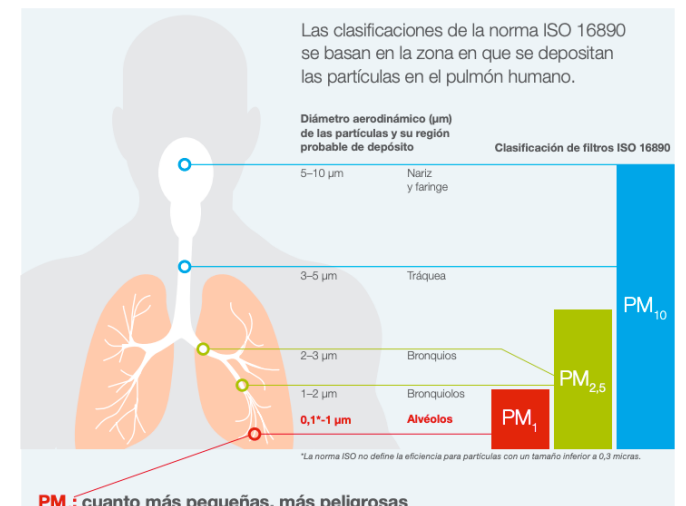 Las clasificaciones de la norma ISO 16890
se basan en la zona en que se depositan
las partículas en el pulmón humano.
Diámetro aerodinámico (µm)
de las partículas y su región
probable de depósito
Clasificación de filtros ISO 16890
5–10 µm Nariz
y faringe
3–5 µm Tráquea
PM10
2–3 µm Bronquios
PM2,5
1–2 µm Bronquiolos
0,1*-1 µm Alvéolos
PM1
*La norma ISO no define la eficiencia para partículas con un tamaño inferior a 0,3 micras.
PM : cuanto más pequeñas, más peligrosas